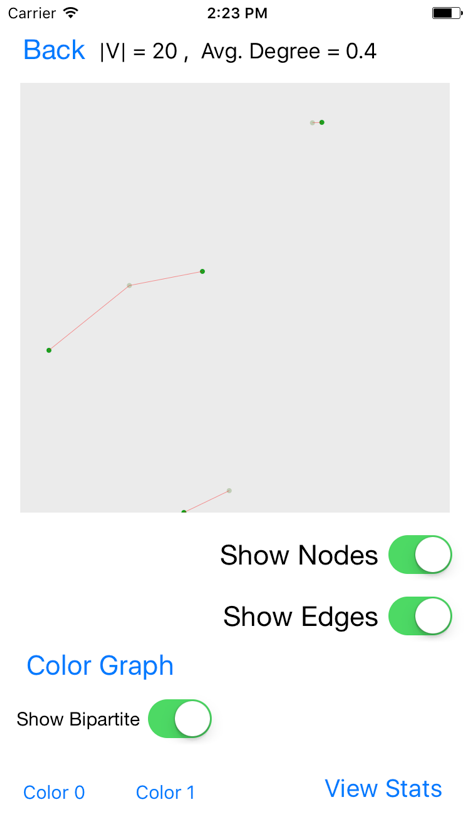 Carrier 2:23 PM
Back |V| = 20 , Avg. Degree = 0.4
Show Nodes
Show Edges
Color Graph
Show Bipartite
Color 0 Color 1 View Stats